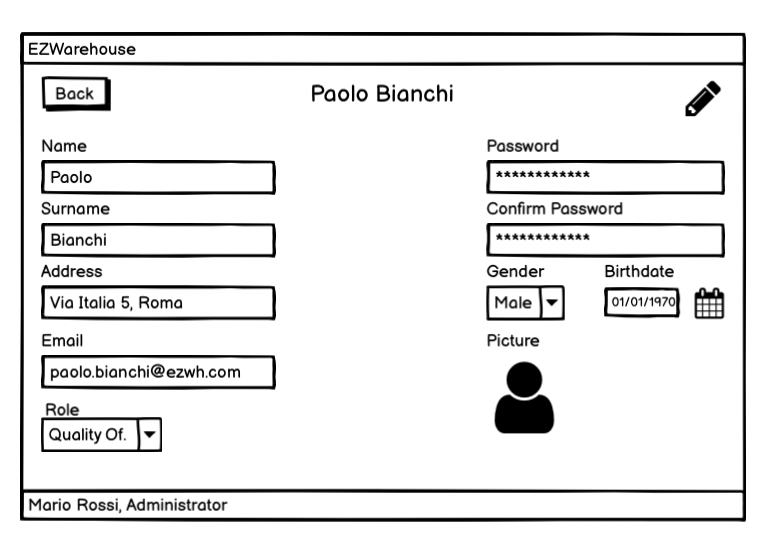 EZWarehouse
Back
Paolo Bianchi
Name
Paolo
Surname
Bianchi
Address
Via Italia 5, Roma
Email
paolo.bianchi@ezwh.com
Role
Quality Of.
Password
************
Confirm Password
************
Gender
Male
Birthdate
01/01/1970
Picture
Mario Rossi, Administrator